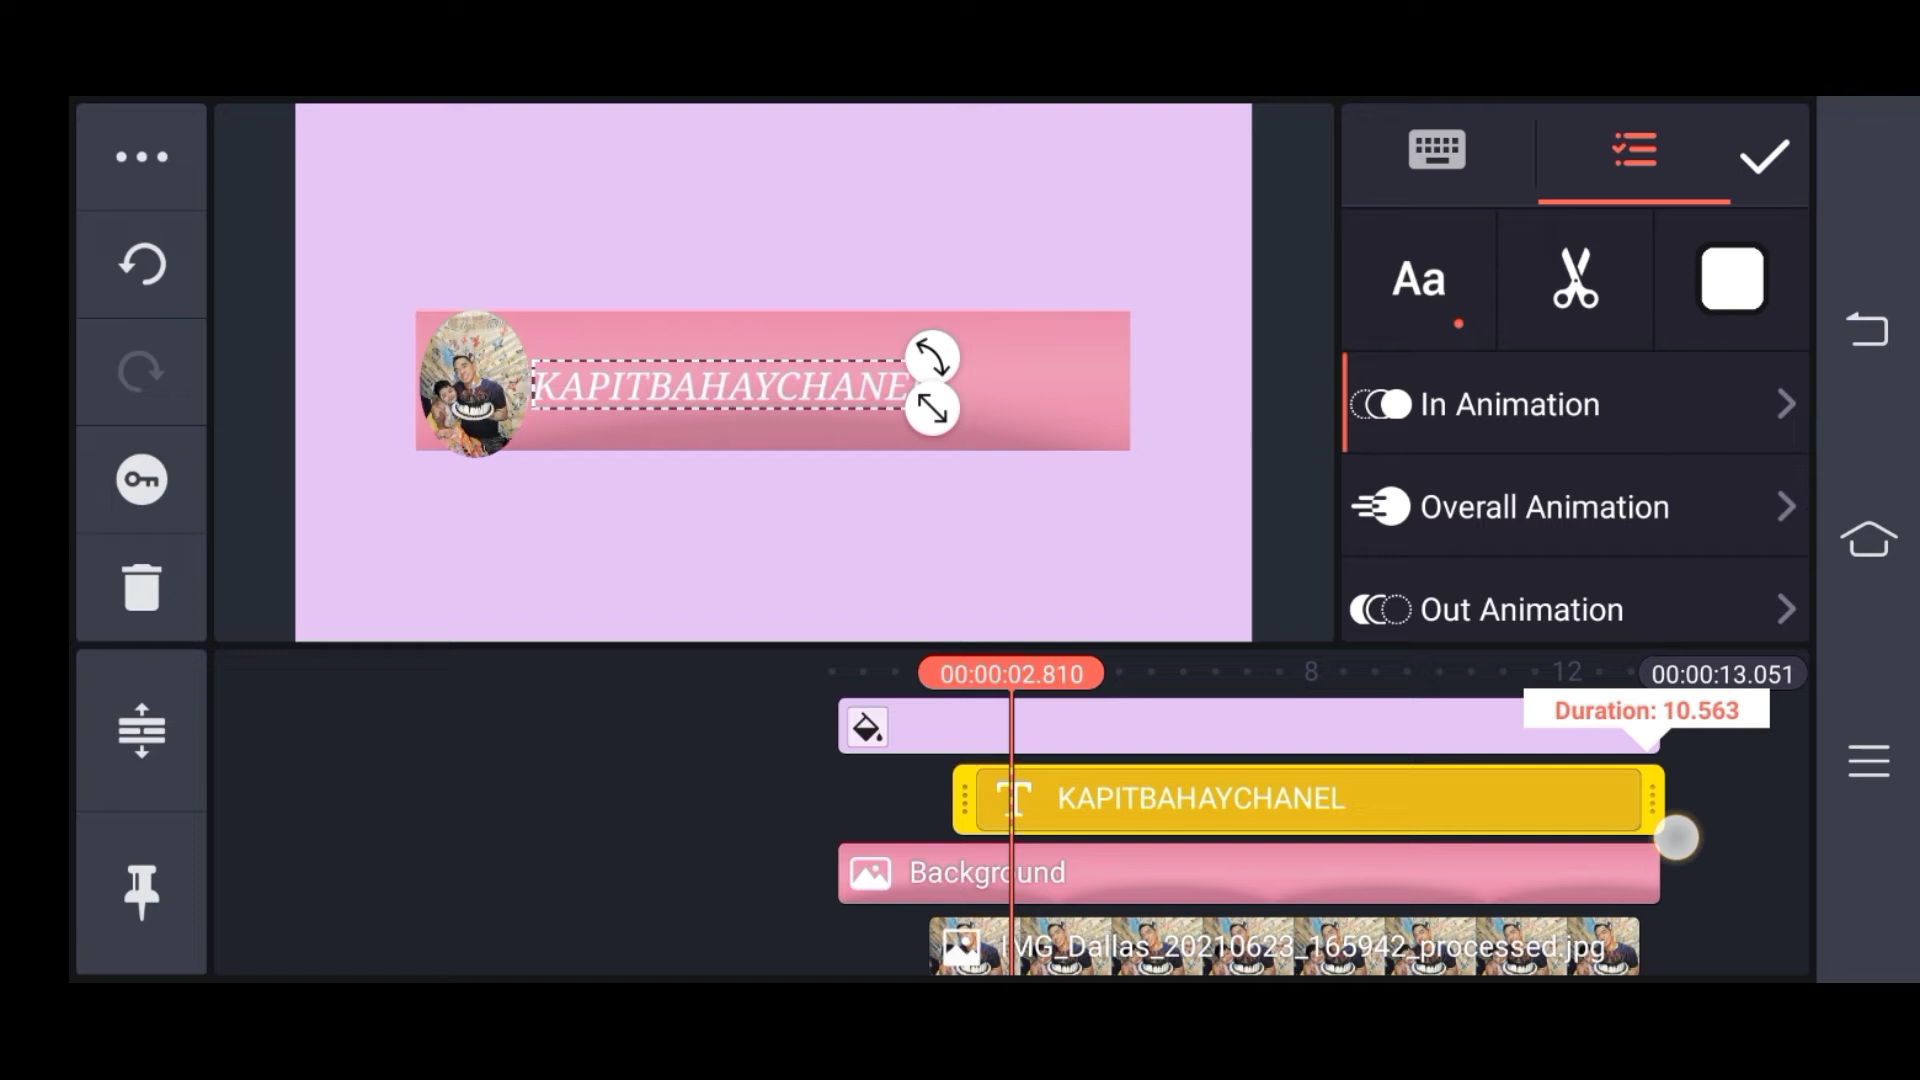 KAPITBAHAYCHANE
Aa
In Animation
Overall Animation
Out Animation
00:00:02.810
8
12
00:00:13.051
Duration: 10.563
KAPITBAHAYCHANEL
Background
IMG_Dallas_20210623_165942_processed.jpg